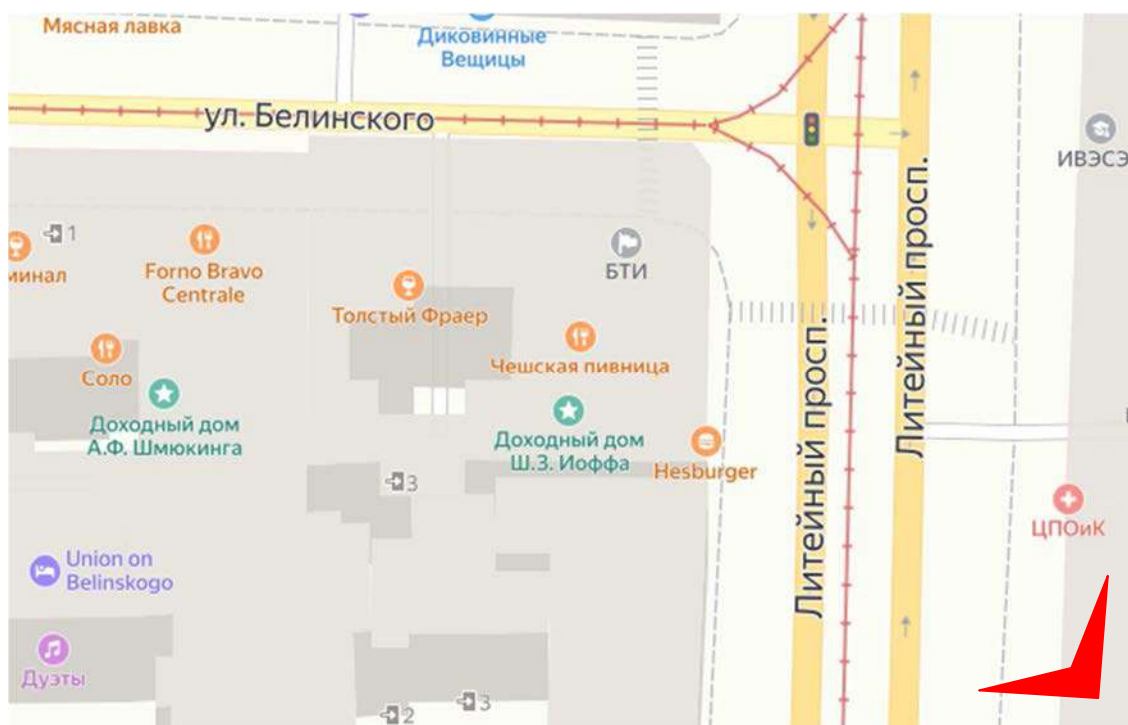 Мясная лавка
Диковинные
Вещицы
ул. Белинского
ИВЭСЭ
1
минал
Forno Bravo
Centrale
БТИ
Толстый Фраер
Чешская пивница
Соло
Доходный дом
А.Ф. Шмюкинга
Доходный дом
Ш.З. Иоффа
Hesburger
Литейный просп.
Литейный просп.
3
ЦПОиК
Union on
Belinskogo
Дуэты
2
3